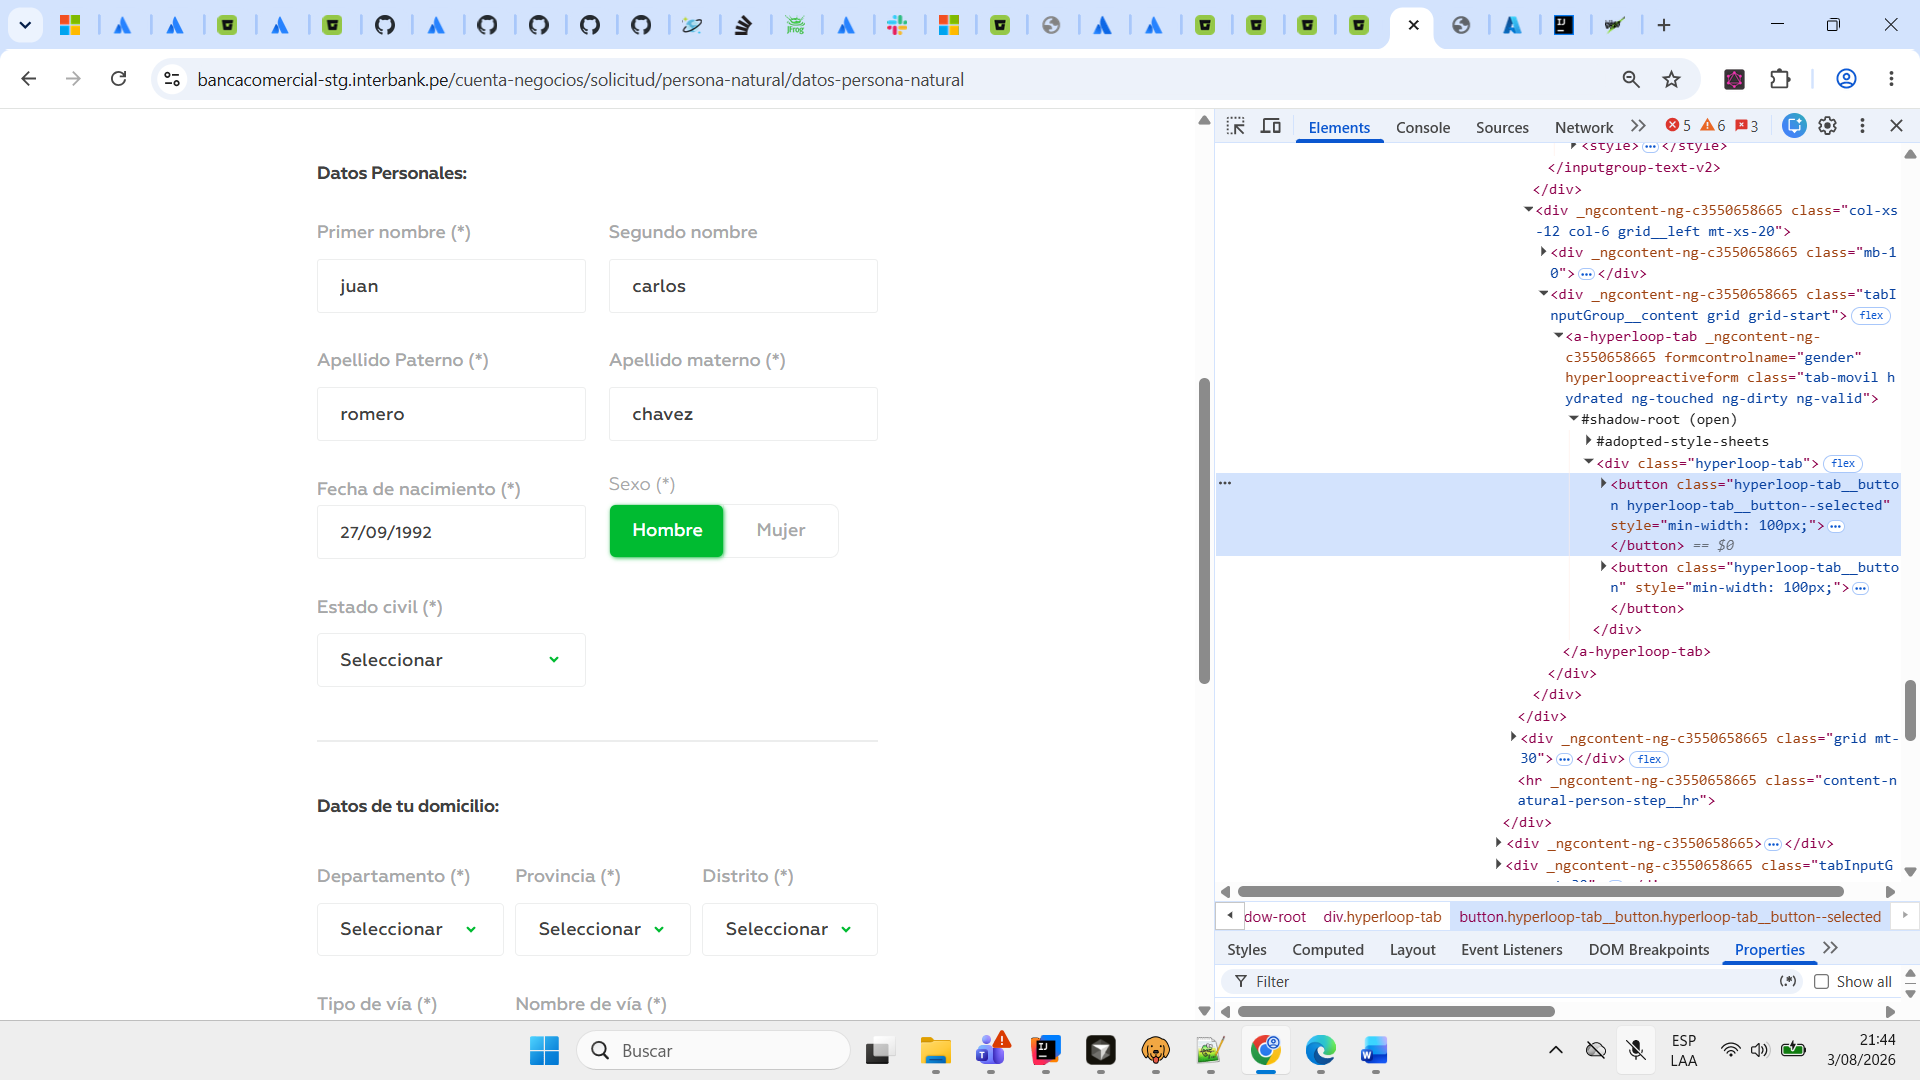 bancacomercial-stg.interbank.pe/cuenta-negocios/solicitud/persona-natural/datos-persona-natural
Datos Personales:
Primer nombre (*)
Segundo nombre
juan
carlos
Apellido Paterno (*)
Apellido materno (*)
romero
chavez
Fecha de nacimiento (*)
Sexo (*)
27/09/1992
Hombre
Mujer
Estado civil (*)
Seleccionar
Datos de tu domicilio:
Departamento (*)
Provincia (*)
Distrito (*)
Seleccionar
Seleccionar
Seleccionar
Tipo de vía (*)
Nombre de vía (*)
Elements
Console
Sources
Network
5
6
3
<style>
</style>
</inputgroup-text-v2>
</div>
<div _ngcontent-ng-c3550658665 class="col-xs
-12 col-6 grid__left mt-xs-20">
<div _ngcontent-ng-c3550658665 class="mb-1
0">
</div>
<div _ngcontent-ng-c3550658665 class="tabI
nputGroup__content grid grid-start"> flex
<a-hyperloop-tab _ngcontent-ng-
c3550658665 formcontrolname="gender"
hyperloopreactiveform class="tab-movil h
ydrated ng-touched ng-dirty ng-valid">
#shadow-root (open)
#adopted-style-sheets
<div class="hyperloop-tab"> flex
<button class="hyperloop-tab__butto
n hyperloop-tab__button--selected"
style="min-width: 100px;">
</button> == $0
<button class="hyperloop-tab__butto
n" style="min-width: 100px;">
</button>
</div>
</a-hyperloop-tab>
</div>
</div>
</div>
<div _ngcontent-ng-c3550658665 class="grid mt-
30">
</div> flex
<hr _ngcontent-ng-c3550658665 class="content-n
atural-person-step__hr">
</div>
<div _ngcontent-ng-c3550658665>
</div>
<div _ngcontent-ng-c3550658665 class="tabInputG
dow-root
div.hyperloop-tab
button.hyperloop-tab__button.hyperloop-tab__button--selected
Styles
Computed
Layout
Event Listeners
DOM Breakpoints
Properties
Filter
(.*)
Show all
Buscar
ESP
LAA
21:44
3/08/2026